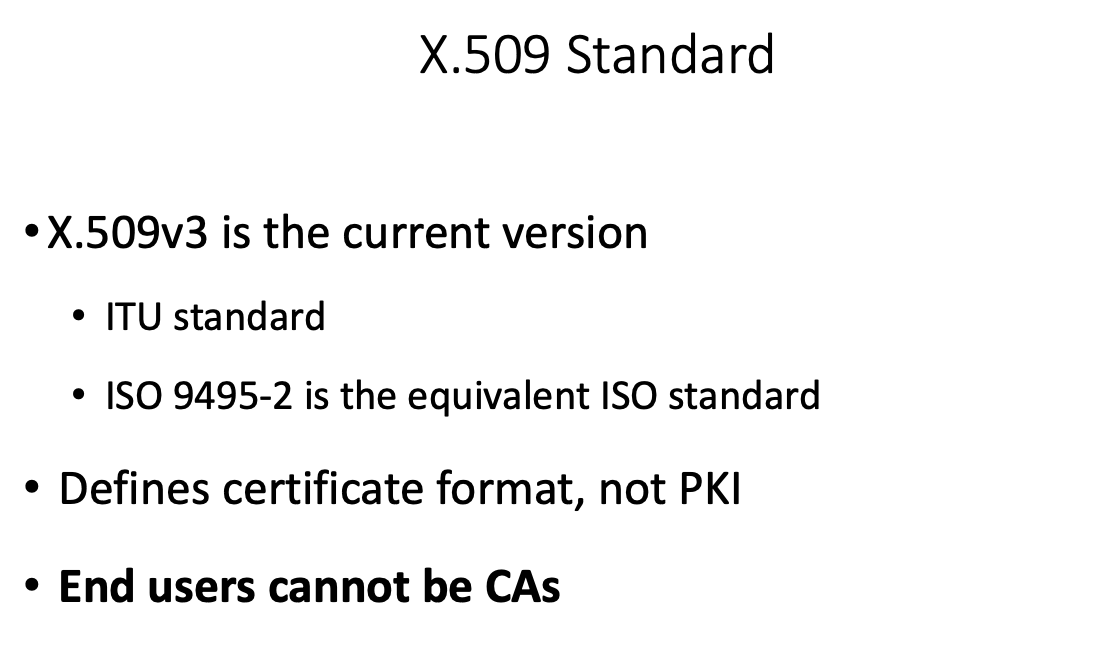 X.509 Standard
•X.509v3 is the current version
• ITU standard
• ISO 9495-2 is the equivalent ISO standard
• Defines certificate format, not PKI
• End users cannot be CAs